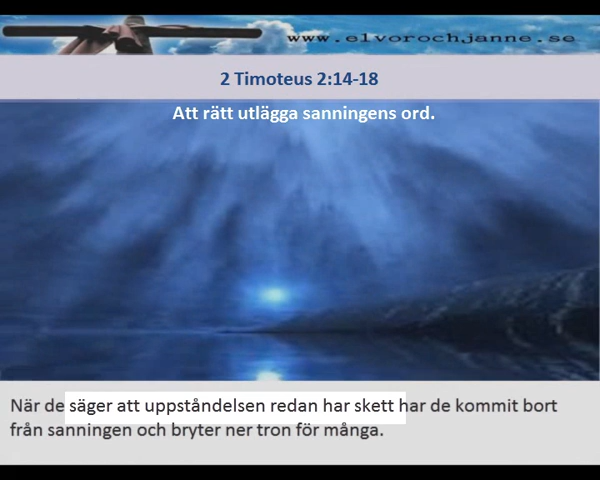 www.elvorochjanne.se
2 Timoteus 2:14-18
Att rätt utlägga sanningens ord.
När de säger att uppståndelsen redan har skett har de kommit bort
från sanningen och bryter ner tron för många.